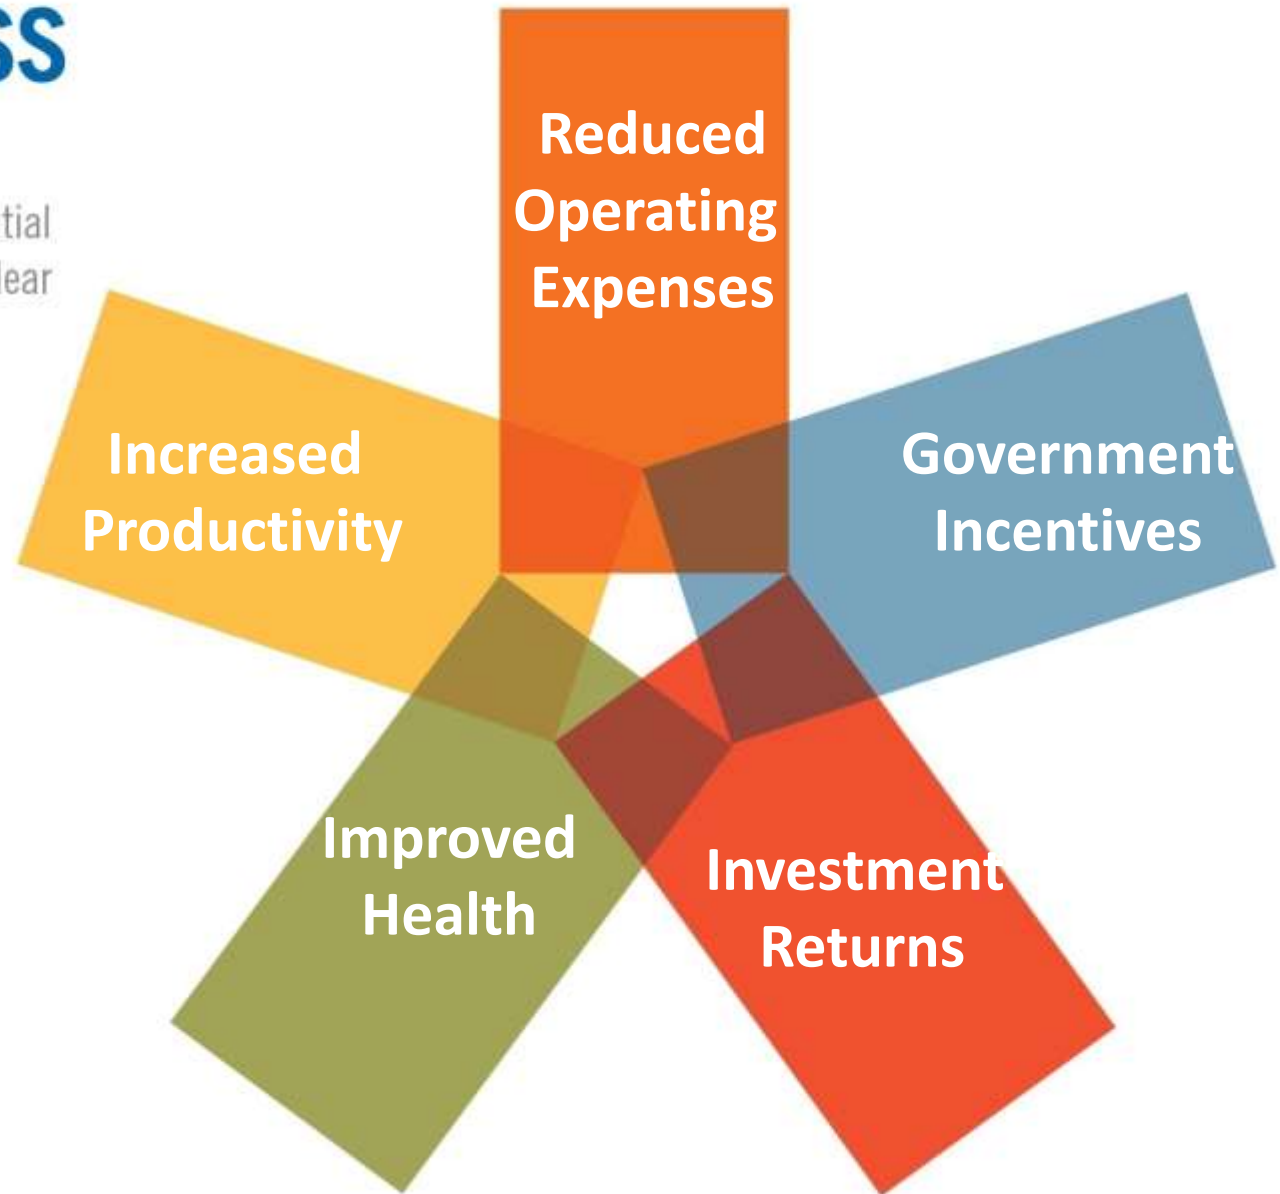 Reduced
Operating
Expenses
Increased
Productivity
Government
Incentives
Improved
Health
Investment
Returns